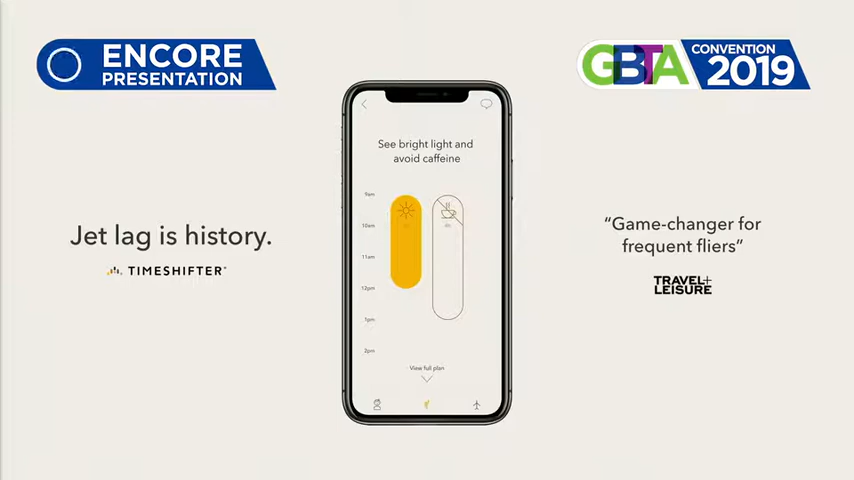 ENCORE
PRESENTATION
GBTA
CONVENTION
2019
See bright light and
avoid caffeine
9am
10am
11am
12pm
1pm
2pm
View full plan
Jet lag is history.
TIMESHIFTER
“Game-changer for
frequent fliers”
TRAVEL+
LEISURE